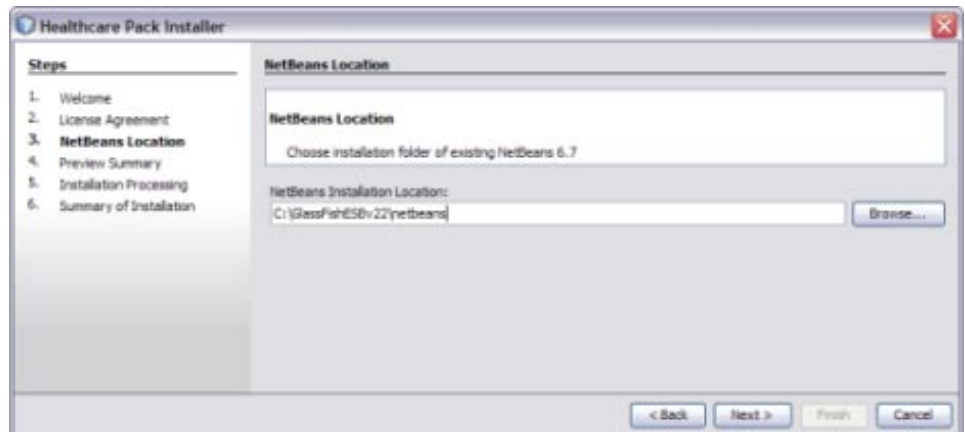 Healthcare Pack Installer
Steps
1. Welcome
2. License Agreement
3. NetBeans Location
4. Preview Summary
5. Installation Processing
6. Summary of Installation
NetBeans Location
NetBeans Location
Choose installation folder of existing NetBeans 6.7
NetBeans Installation Location:
C:\GlassFishESBv22\netbeans
Browse...
< Back
Next >
Finish
Cancel